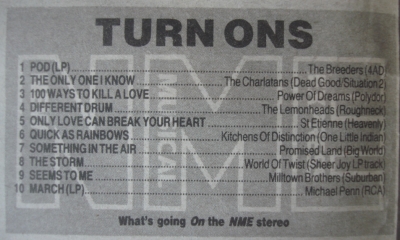 TURN ONS
1 POD (LP) The Breeders (4AD
2 THE ONLY ONE I KNOW The Charlatans (Dead Good/Situation 2
3 100 WAYS TO KILL A LOVE Power Of Dreams (Polydor)
4 DIFFERENT DRUM The Lemonheads (Roughneck)
5 ONLY LOVE CAN BREAK YOUR HEART St Etienne (Heavenly)
6 QUICK AS RAINBOWS Kitchens Of Distinction (One Little Indian)
7 SOMETHING IN THE AIR Promised Land (Big World)
8 THE STORM World Of Twist (Sheer Joy LP track)
9 SEEMS TO ME Milltown Brothers (Suburban)
10 MARCH (LP) Michael Penn (RCA)
What's going On the NME stereo